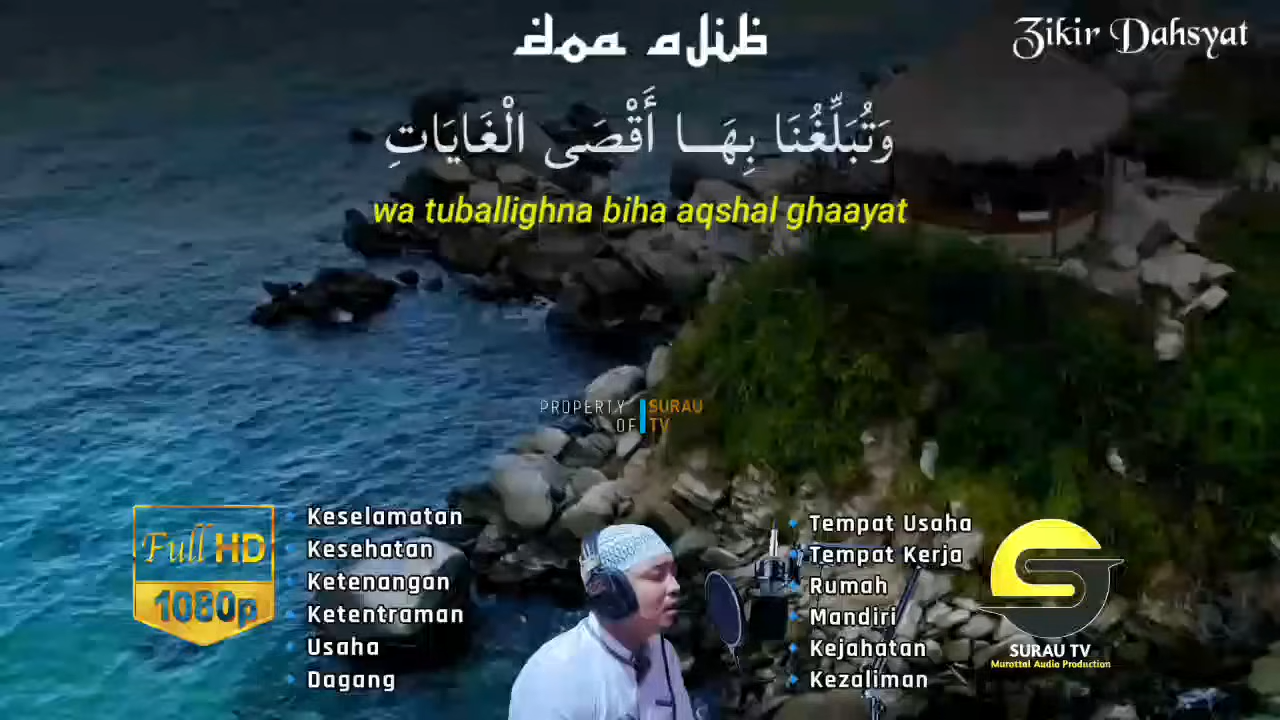 doa ajib
Zikir Dahsyat
وَتُبَلِّغُنَا بِهَـــا أَقْصَى الْغَايَاتِ
wa tuballighna biha aqshal ghaayat
PROPERTY OF
SURAU TV
Full HD
1080p
Keselamatan
Kesehatan
Ketenangan
Ketentraman
Usaha
Dagang
Tempat Usaha
Tempat Kerja
Rumah
Mandiri
Kejahatan
Kezaliman
SURAU TV
Murottal Audio Production